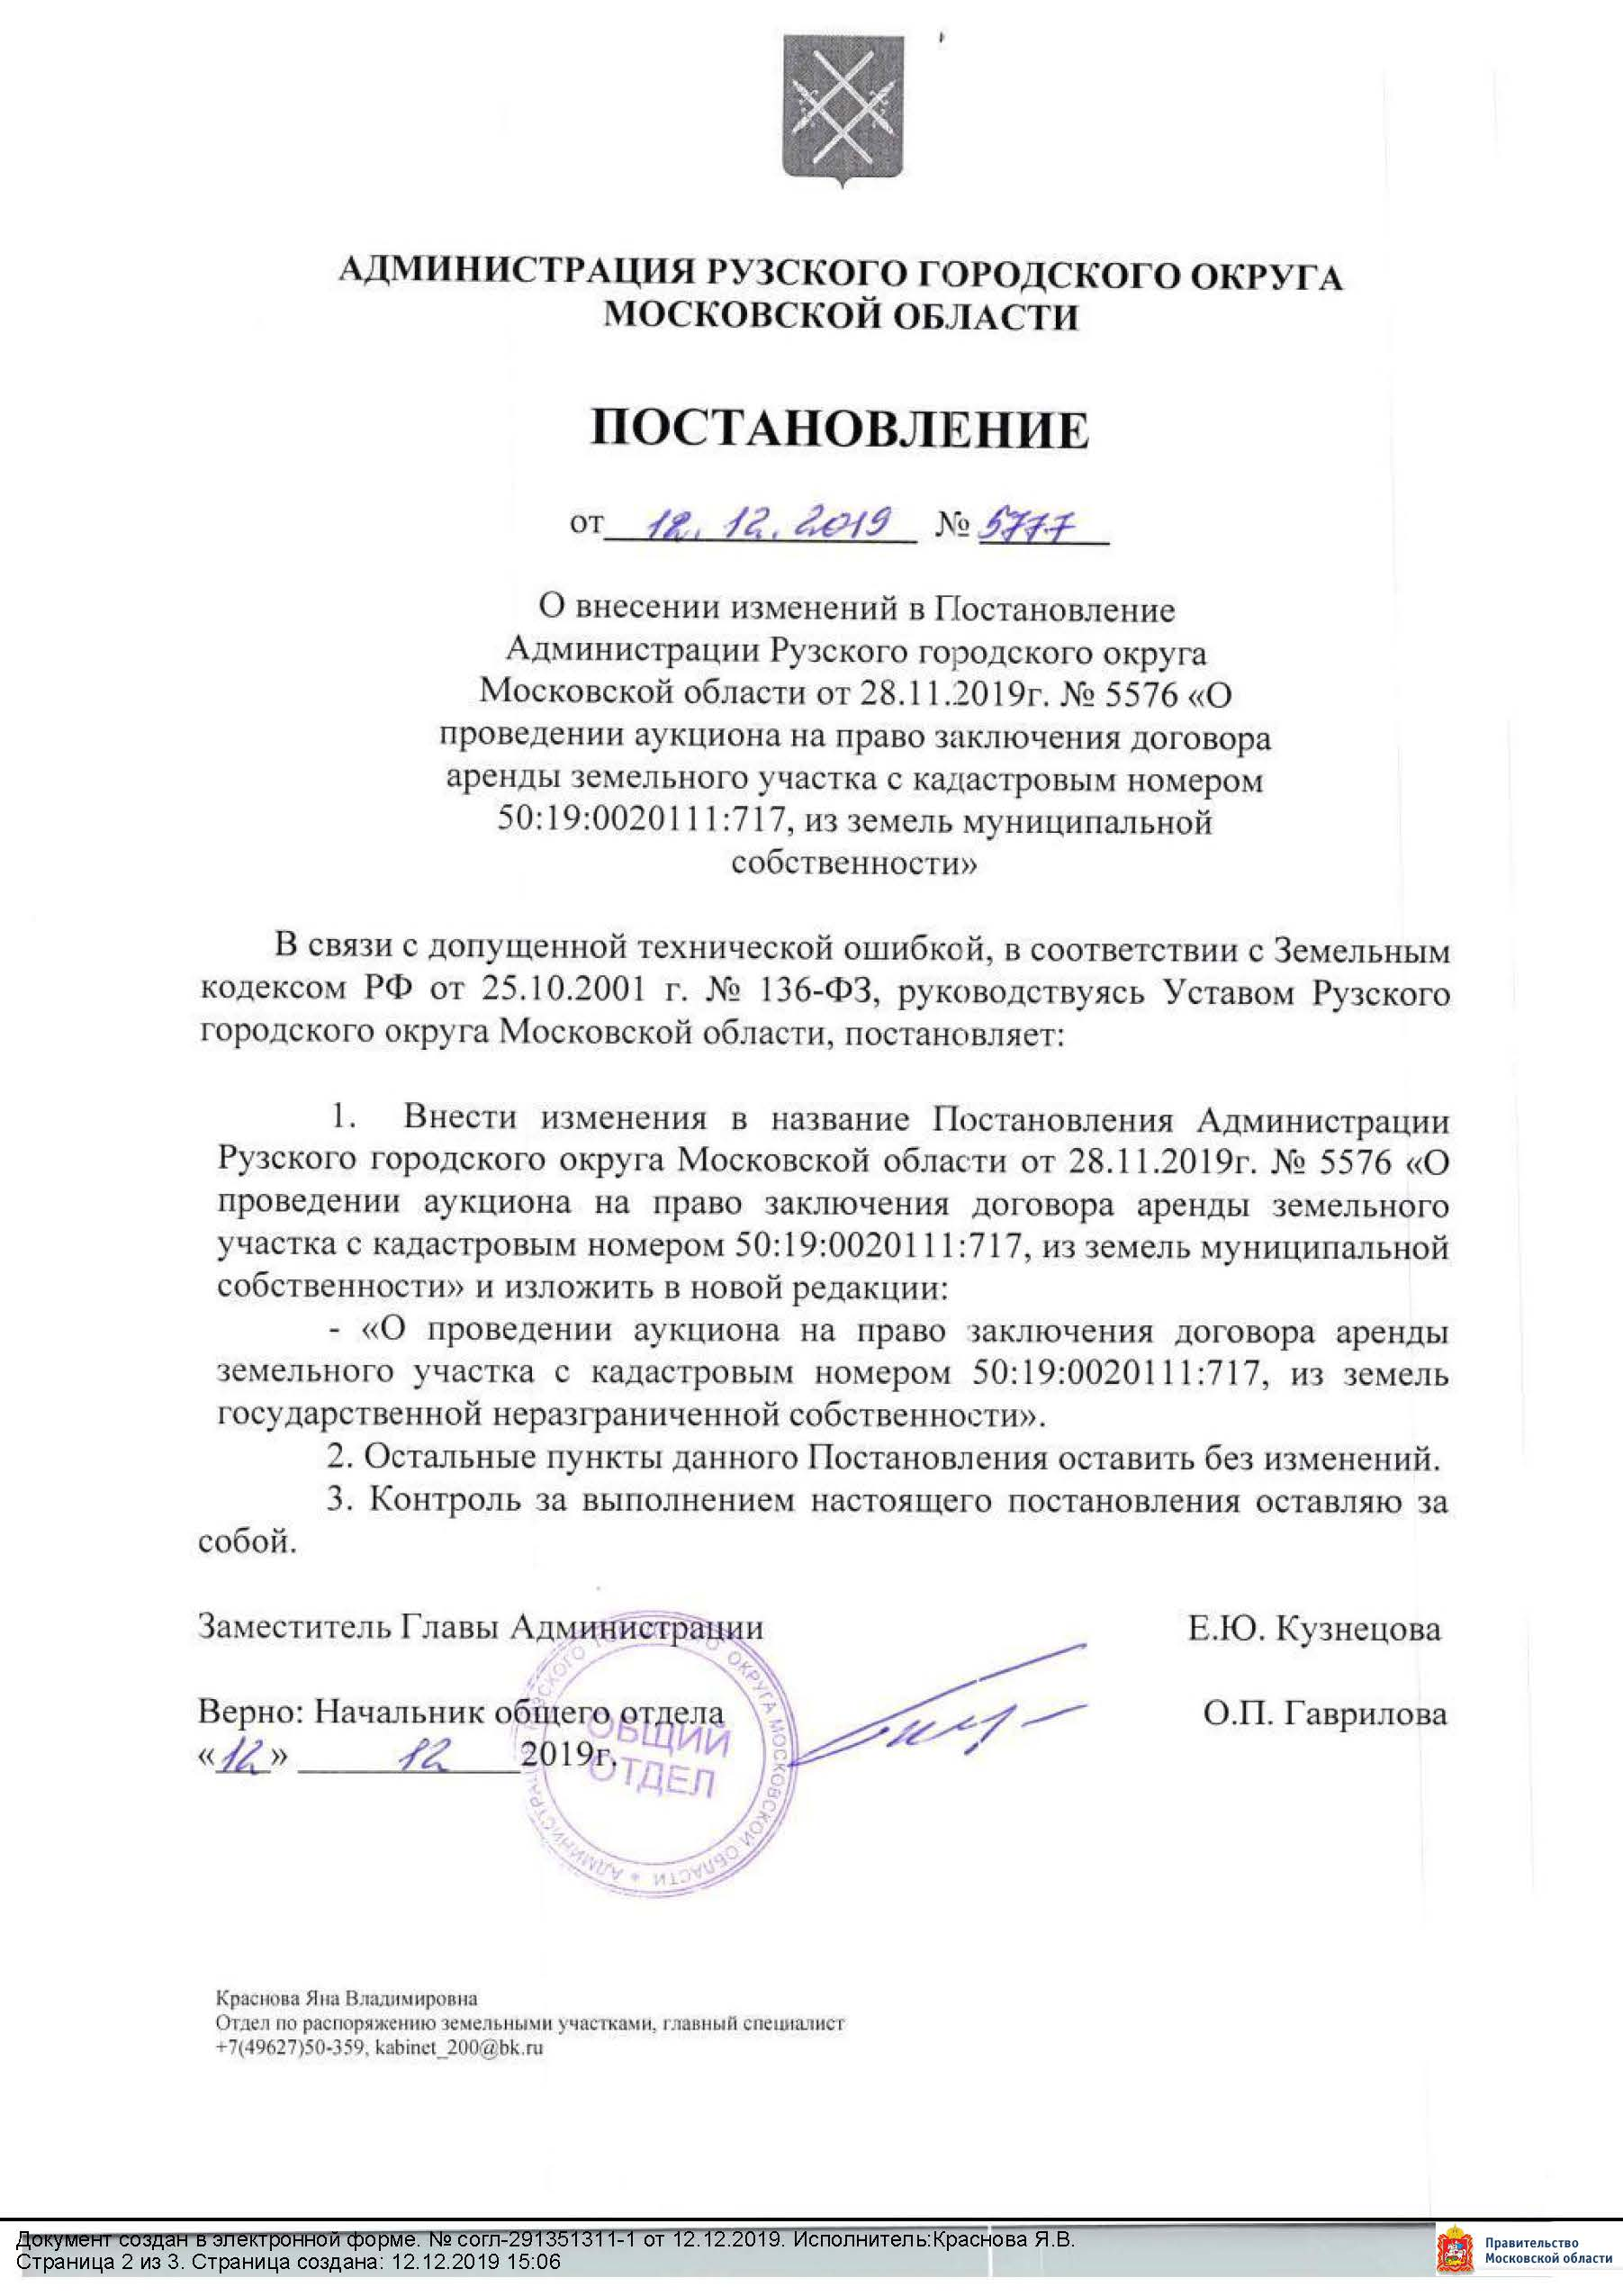 АДМИНИСТРАЦИЯ РУЗСКОГО ГОРОДСКОГО ОКРУГА
МОСКОВСКОЙ ОБЛАСТИ
ПОСТАНОВЛЕНИЕ
от 12.12.2019 № 5777
О внесении изменений в Постановление
Администрации Рузского городского округа
Московской области от 28.11.2019г. № 5576 «О
проведении аукциона на право заключения договора
аренды земельного участка с кадастровым номером
50:19:0020111:717, из земель муниципальной
собственности»
В связи с допущенной технической ошибкой, в соответствии с Земельным
кодексом РФ от 25.10.2001 г. № 136-ФЗ, руководствуясь Уставом Рузского
городского округа Московской области, постановляет:
1. Внести изменения в название Постановления Администрации
Рузского городского округа Московской области от 28.11.2019г. № 5576 «О
проведении аукциона на право заключения договора аренды земельного
участка с кадастровым номером 50:19:0020111:717, из земель муниципальной
собственности» и изложить в новой редакции:
- «О проведении аукциона на право заключения договора аренды
земельного участка с кадастровым номером 50:19:0020111:717, из земель
государственной неразграниченной собственности».
2. Остальные пункты данного Постановления оставить без изменений.
3. Контроль за выполнением настоящего постановления оставляю за
собой.
Заместитель Главы Администрации Е.Ю. Кузнецова
Верно: Начальник общего отдела О.П. Гаврилова
«12» 12 2019г.
ОБЩИЙ
ОТДЕЛ
АДМИНИСТРАЦИЯ РУЗСКОГО ГОРОДСКОГО ОКРУГА МОСКОВСКОЙ ОБЛАСТИ *
Краснова Яна Владимировна
Отдел по распоряжению земельными участками, главный специалист
+7(49627)50-359, kabinet_200@bk.ru
Документ создан в электронной форме. № согл-291351311-1 от 12.12.2019. Исполнитель:Краснова Я.В.
Страница 2 из 3. Страница создана: 12.12.2019 15:06
Правительство
Московской области